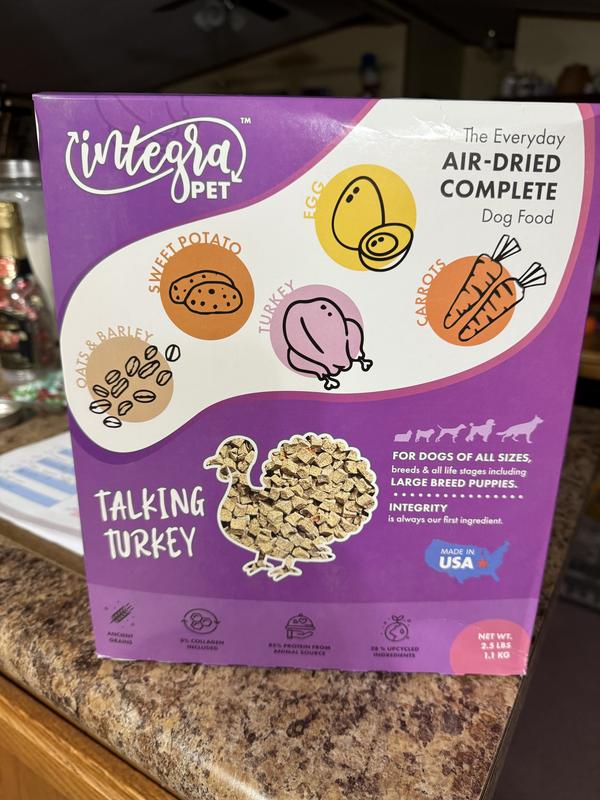 integra™
PET
The Everyday
AIR-DRIED
COMPLETE
Dog Food
EGG
SWEET POTATO
TURKEY
CARROTS
OATS & BARLEY
FOR DOGS OF ALL SIZES,
breeds & all life stages including
LARGE BREED PUPPIES.
INTEGRITY
is always our first ingredient.
TALKING
TURKEY
MADE IN
USA
ANCIENT
GRAINS
5% COLLAGEN
INCLUDED
PROTEIN FROM
ANIMAL SOURCE
% UPCYCLED
INGREDIENTS
NET WT.
2.5 LBS
1.1 KG